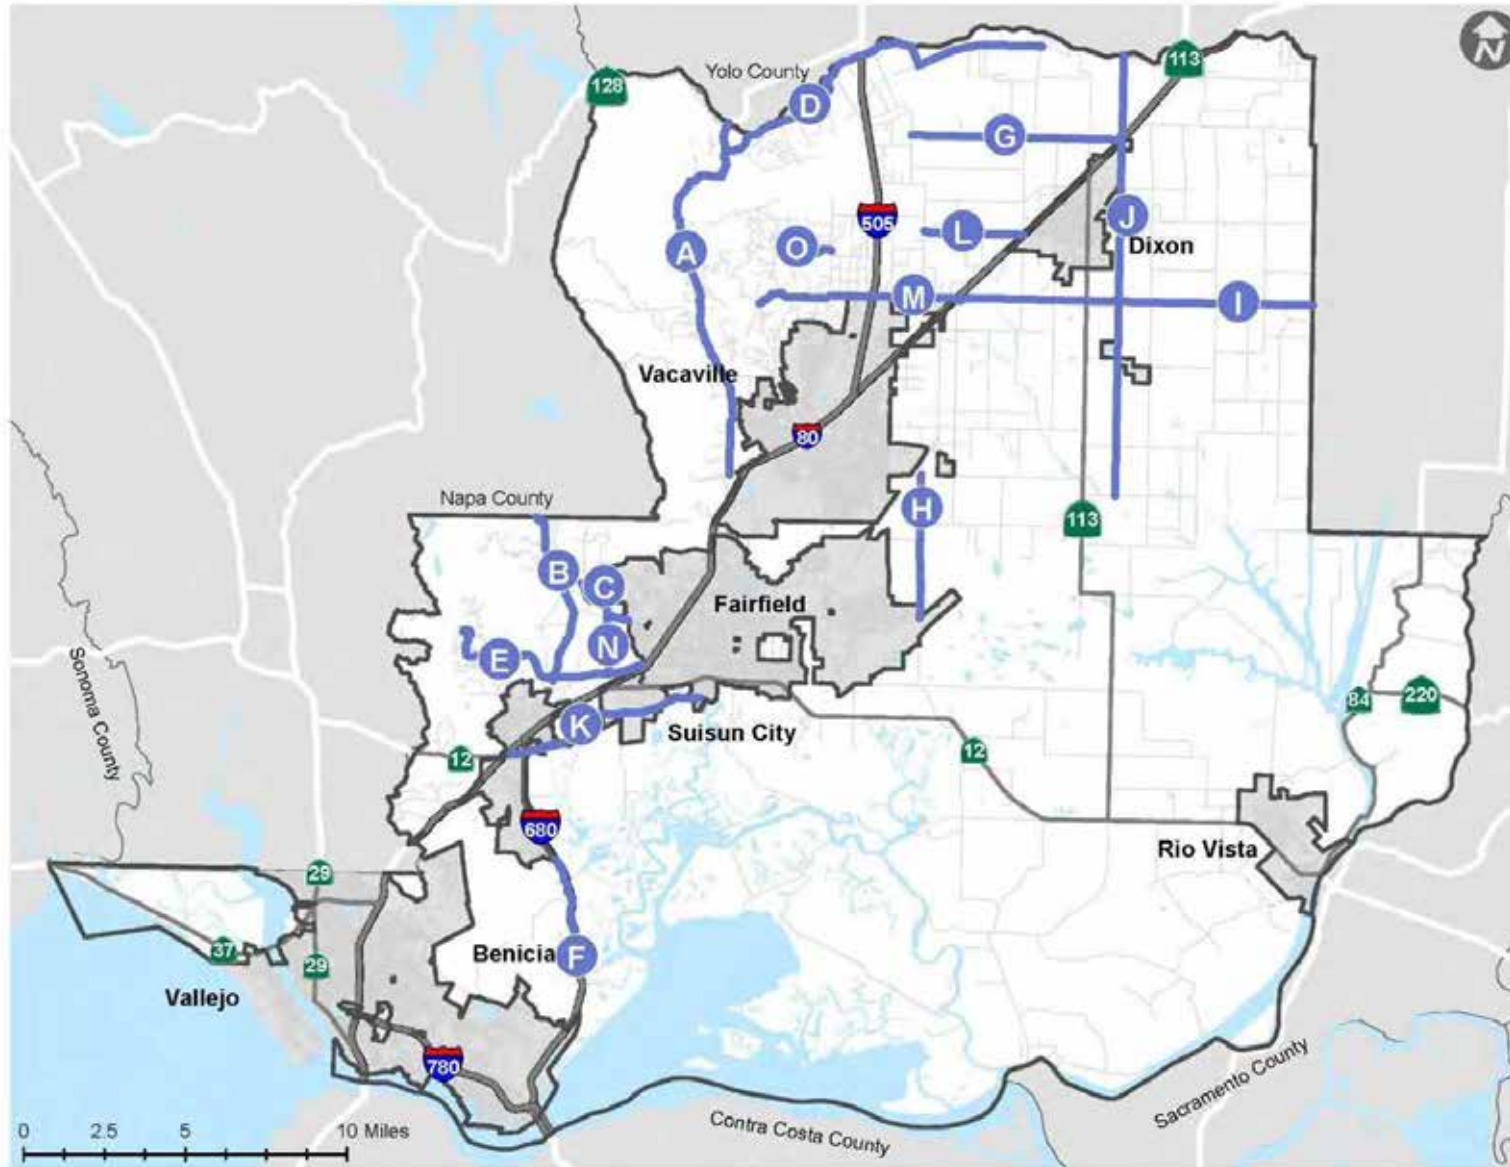 N
113
Yolo County
128
D
G
505
J
L
O
A
Dixon
M
I
Vacaville
80
Napa County
H
113
B
C
Fairfield
N
E
Sonoma County
84
220
K
Suisun City
12
12
680
Rio Vista
29
Benicia
F
37
29
Vallejo
780
Sacramento County
Contra Costa County
0 2.5 5 10 Miles